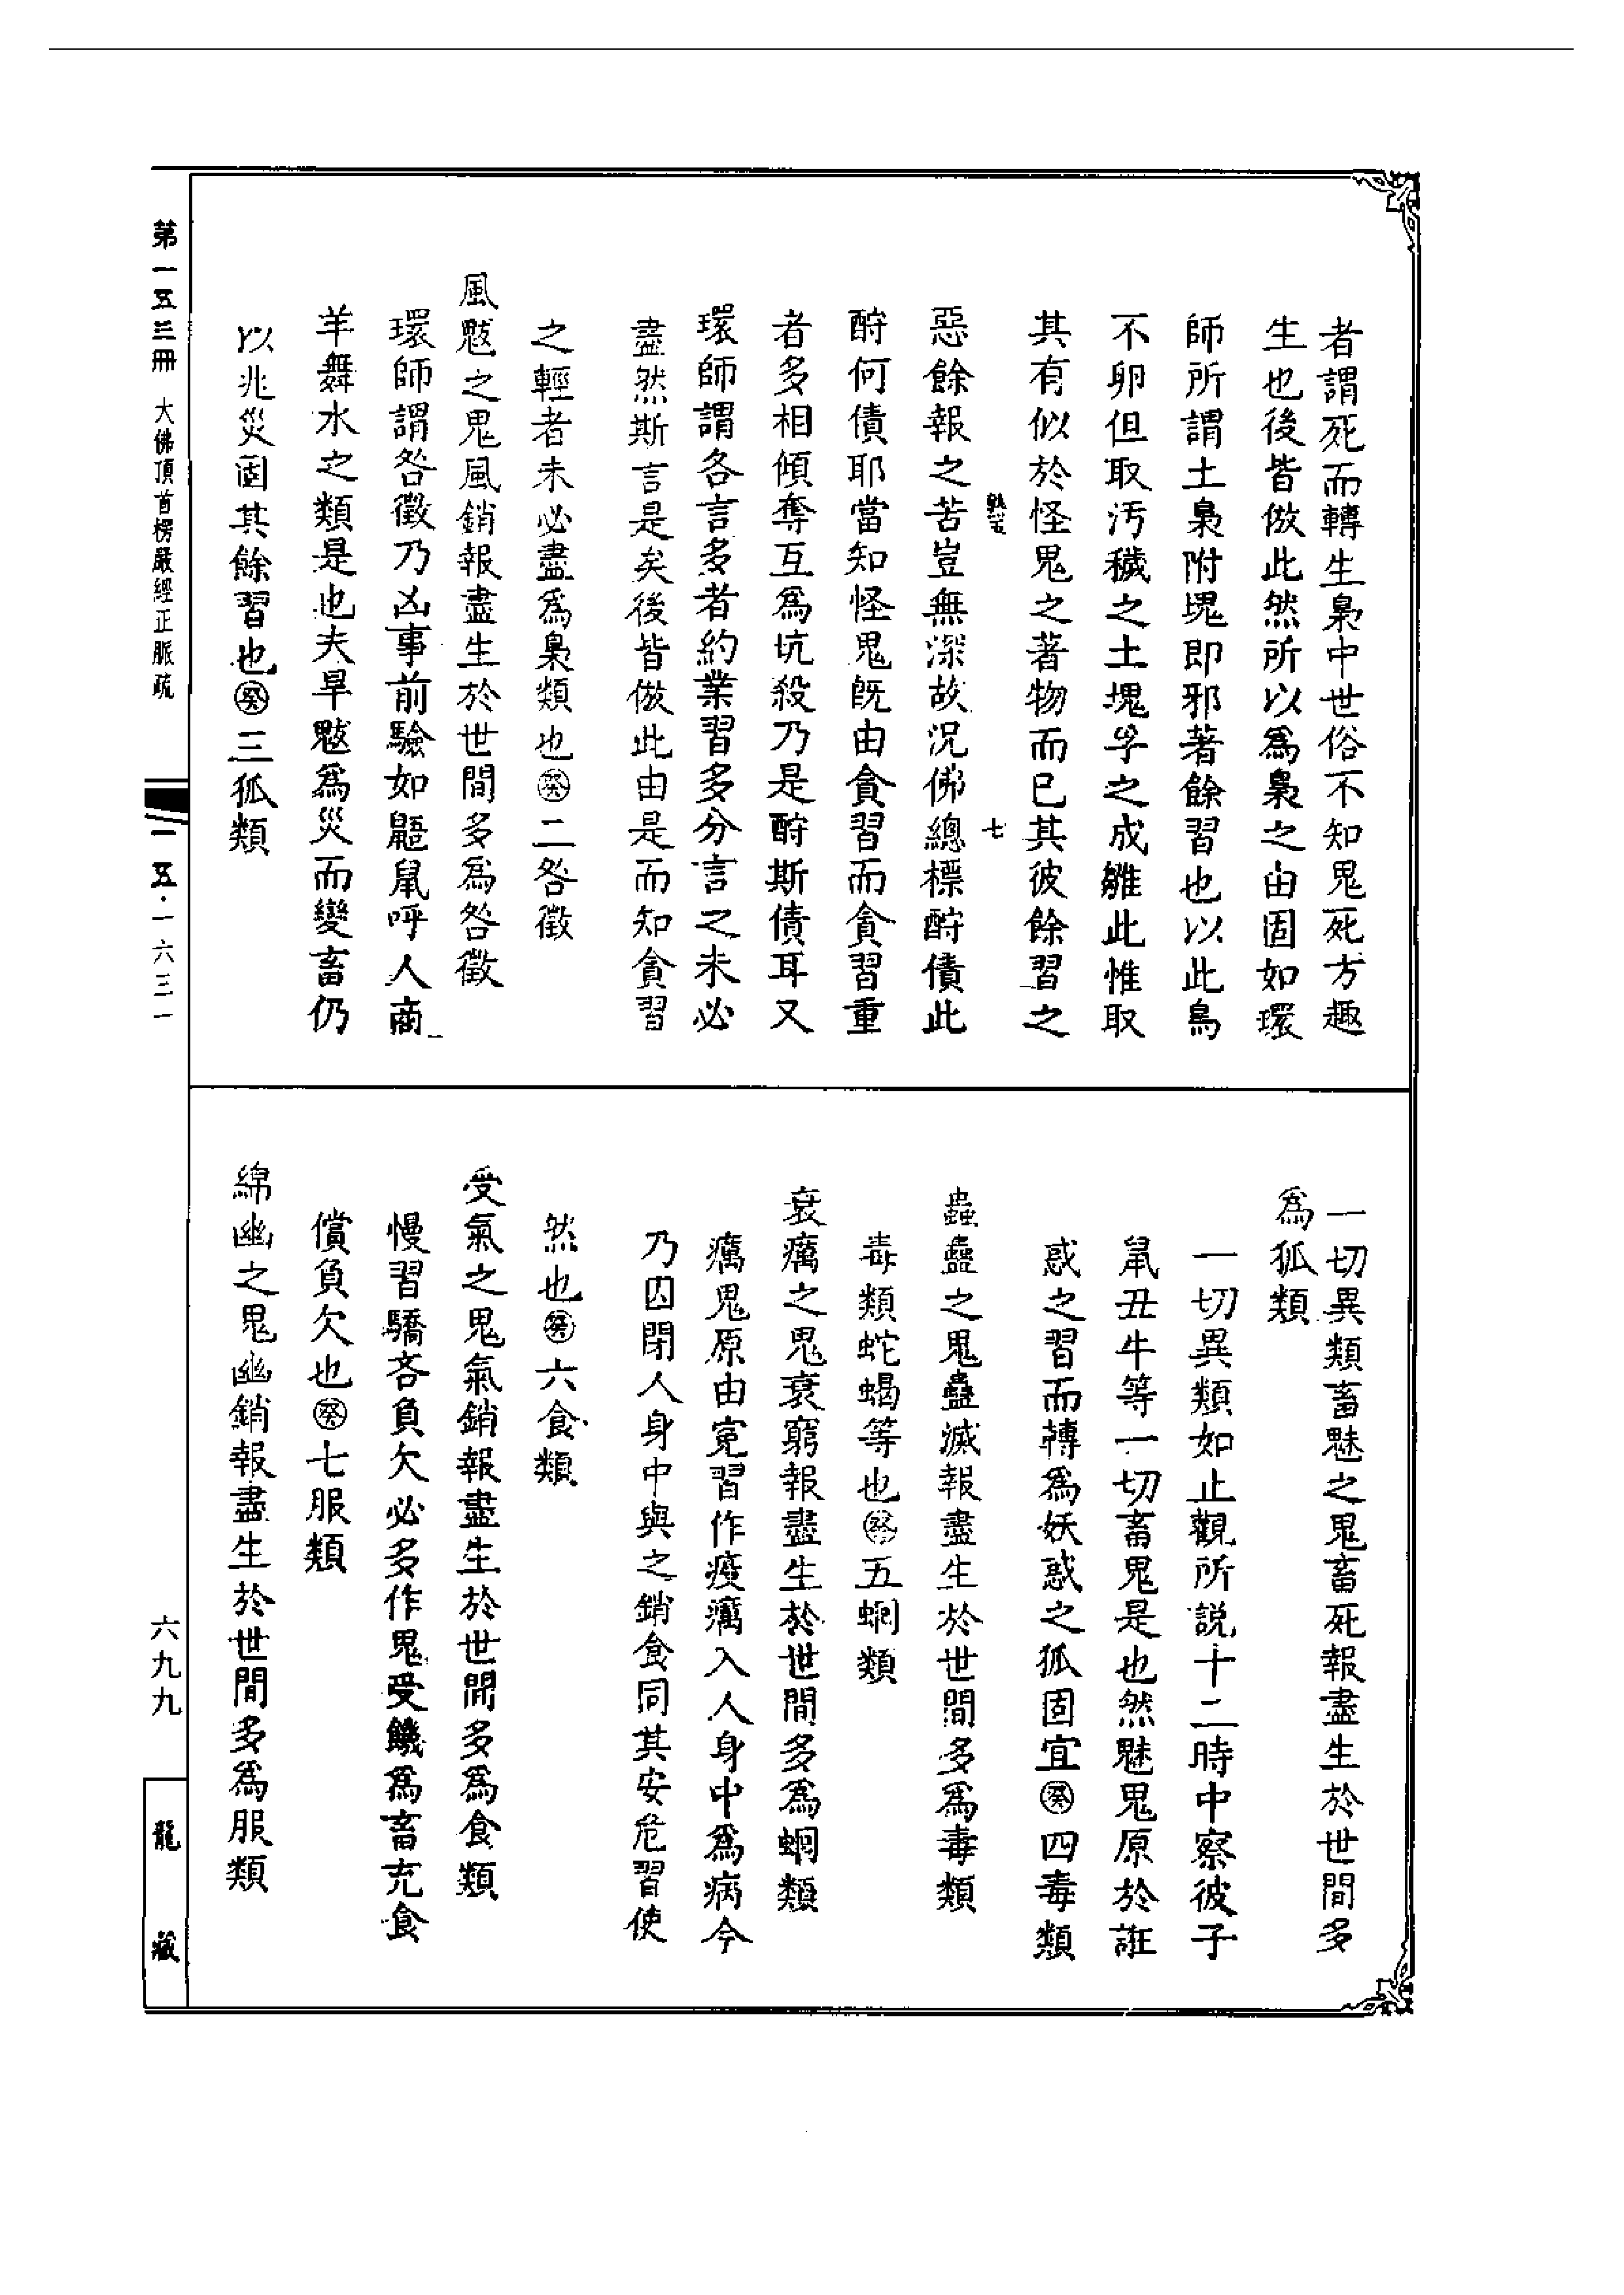 者謂死而轉生梟中世俗不知鬼死方趣
生也後皆倣此然所以爲梟之由固如環
師所謂土梟附塊即邪著餘習也以此鳥
不卵但取汚穢之土塊孚之成雛此惟取
其有似於怪鬼之著物而已其彼餘習之
七
惡餘報之苦豈無深故況佛總標酧債此
酧何債耶當知怪鬼旣由貪習而貪習重
者多相傾奪互爲坑殺乃是酧斯債耳又
環師謂各言多者約業習多分言之未必
盡然斯言是矣後皆倣此由是而知貪習
之輕者未必盡爲梟類也㊌二咎徵
風魃之鬼風銷報盡生於世間多爲咎徵
環師謂咎徵乃凶事前驗如鼯鼠呼人商
羊舞水之類是也夫旱魃爲災而變畜仍
以兆災固其餘習也癸三狐類
一切異類畜魅之鬼畜死報盡生於世間多
爲狐類
一切異類如止觀所説十二時中察彼子
鼠丑牛等一切畜鬼是也然魅鬼原於誑
惑之習而轉爲妖惑之狐固宜癸四毒類
蟲蠱之鬼蠱滅報盡生於世間多爲毒類
毒類蛇蝎等也癸五蛔類
衰癘之鬼衰窮報盡生於世間多爲蛔類
癘鬼原由寃習作疫癘入人身中爲病今
乃囚閉人身中與之銷食同其安危習使
然也癸六食類
受氣之鬼氣銷報盡生於世間多爲食類
慢習驕吝負欠必多作鬼受饑爲畜充食
償負欠也癸七服類
綿幽之鬼幽銷報盡生於世間多爲服類
第一五三冊 大佛頂首楞嚴經正脈疏
一五·一六三一
六九九
龍藏